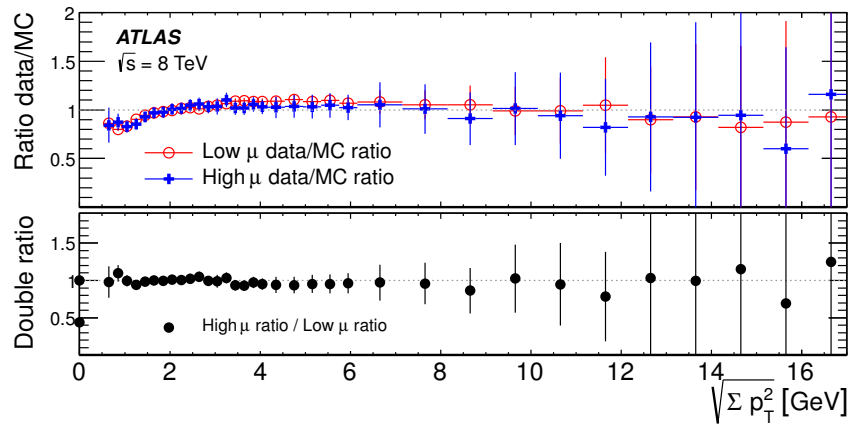 2
ATLAS
√s = 8 TeV
1.5
Ratio data/MC
1
Low μ data/MC ratio
0.5
High μ data/MC ratio
1.5
Double ratio
1
0.5
High μ ratio / Low μ ratio
0 2 4 6 8 10 12 14 16
√Σ p_T^2 [GeV]